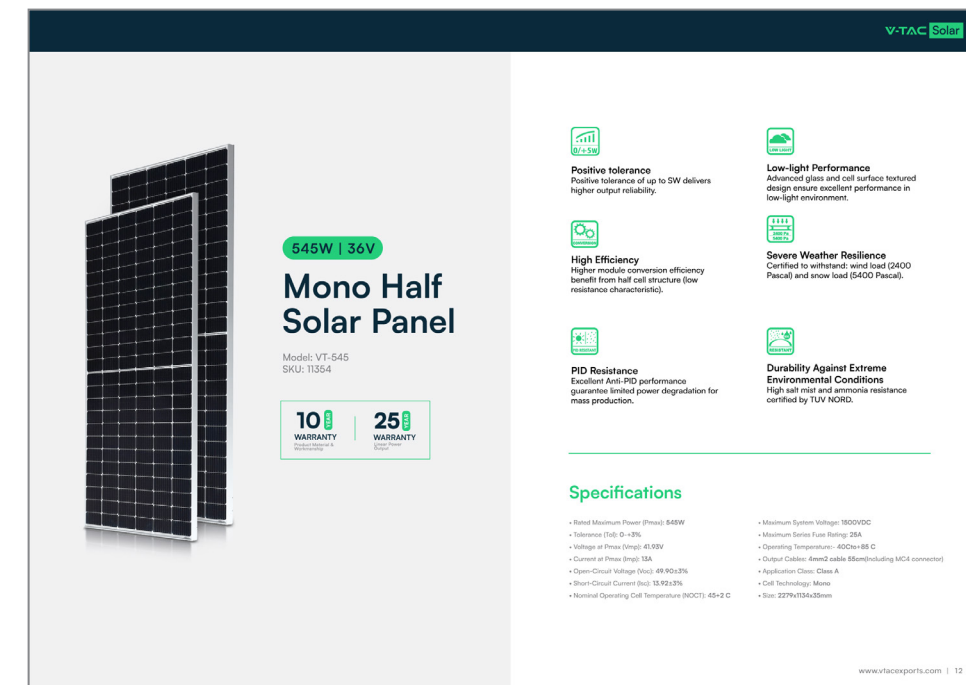 V-TAC Solar
545W | 36V
Mono Half
Solar Panel
Model: VT-545
SKU: 11354
10 YEAR
WARRANTY
Product Material &
Workmanship
25 YEAR
WARRANTY
Linear Power
Output
0/+5W
Positive tolerance
Positive tolerance of up to 5W delivers
higher output reliability.
LOW LIGHT
Low-light Performance
Advanced glass and cell surface textured
design ensure excellent performance in
low-light environment.
CONVERSION
High Efficiency
Higher module conversion efficiency
benefit from half cell structure (low
resistance characteristic).
2400 Pa
5400 Pa
Severe Weather Resilience
Certified to withstand: wind load (2400
Pascal) and snow load (5400 Pascal).
PID RESISTANT
PID Resistance
Excellent Anti-PID performance
guarantee limited power degradation for
mass production.
RESISTANT
Durability Against Extreme
Environmental Conditions
High salt mist and ammonia resistance
certified by TUV NORD.
Specifications
• Rated Maximum Power (Pmax): 545W
• Tolerance (Tol): 0~+3%
• Voltage at Pmax (Vmp): 41.93V
• Current at Pmax (Imp): 13A
• Open-Circuit Voltage (Voc): 49.90±3%
• Short-Circuit Current (Isc): 13.92±3%
• Nominal Operating Cell Temperature (NOCT): 45+2 C
• Maximum System Voltage: 1500VDC
• Maximum Series Fuse Rating: 25A
• Operating Temperature:- 40Cto+85 C
• Output Cables: 4mm2 cable 55cm(including MC4 connector)
• Application Class: Class A
• Cell Technology: Mono
• Size: 2279x1134x35mm
www.vtacexports.com | 12